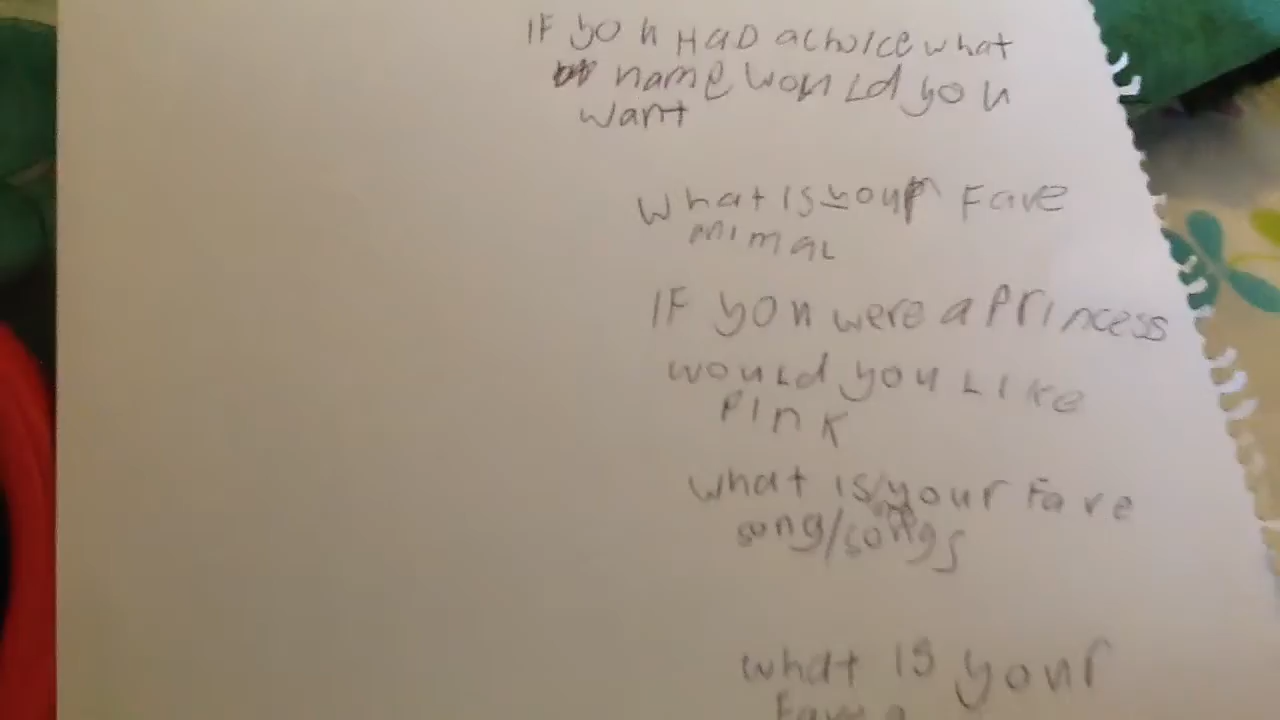 IF you HaD a choice what
name would you
want
what is your Fave
animal
IF you were a Princess
would you Like
Pink
what is your Fave
song/songs
what is your